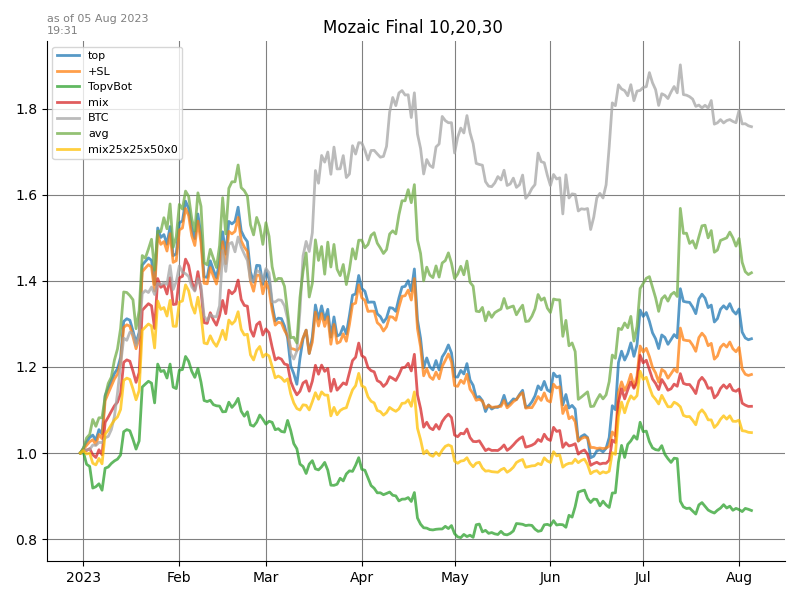 as of 05 Aug 2023
19:31
Mozaic Final 10,20,30
top
+SL
TopvBot
mix
BTC
avg
mix25x25x50x0
1.8
1.6
1.4
1.2
1.0
0.8
2023 Feb Mar Apr May Jun Jul Aug